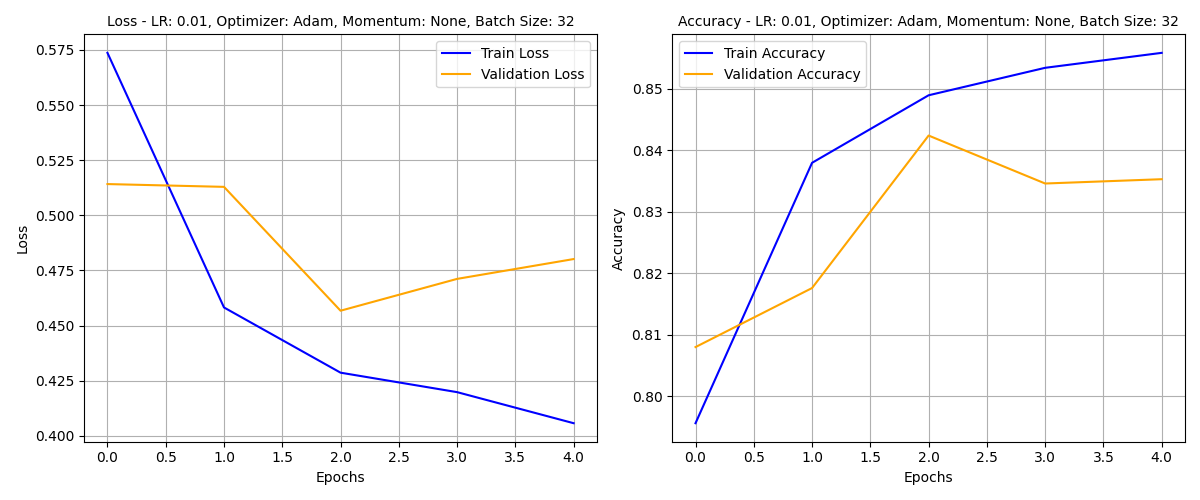 Loss - LR: 0.01, Optimizer: Adam, Momentum: None, Batch Size: 32
Train Loss
Validation Loss
0.575
0.550
0.525
0.500
0.475
0.450
0.425
0.400
Loss
0.0 0.5 1.0 1.5 2.0 2.5 3.0 3.5 4.0
Epochs
Accuracy - LR: 0.01, Optimizer: Adam, Momentum: None, Batch Size: 32
Train Accuracy
Validation Accuracy
0.85
0.84
0.83
0.82
0.81
0.80
Accuracy
0.0 0.5 1.0 1.5 2.0 2.5 3.0 3.5 4.0
Epochs